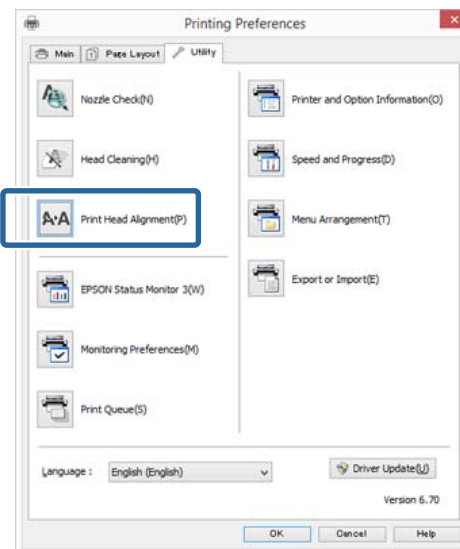 Printing Preferences
Main
Page Layout
Utility
Nozzle Check(N)
Head Cleaning(H)
Print Head Alignment(P)
EPSON Status Monitor 3(W)
Monitoring Preferences(M)
Print Queue(S)
Printer and Option Information(O)
Speed and Progress(D)
Menu Arrangement(T)
Export or Import(E)
Language : English (English)
Driver Update(U)
Version 6.70
OK Cancel Help